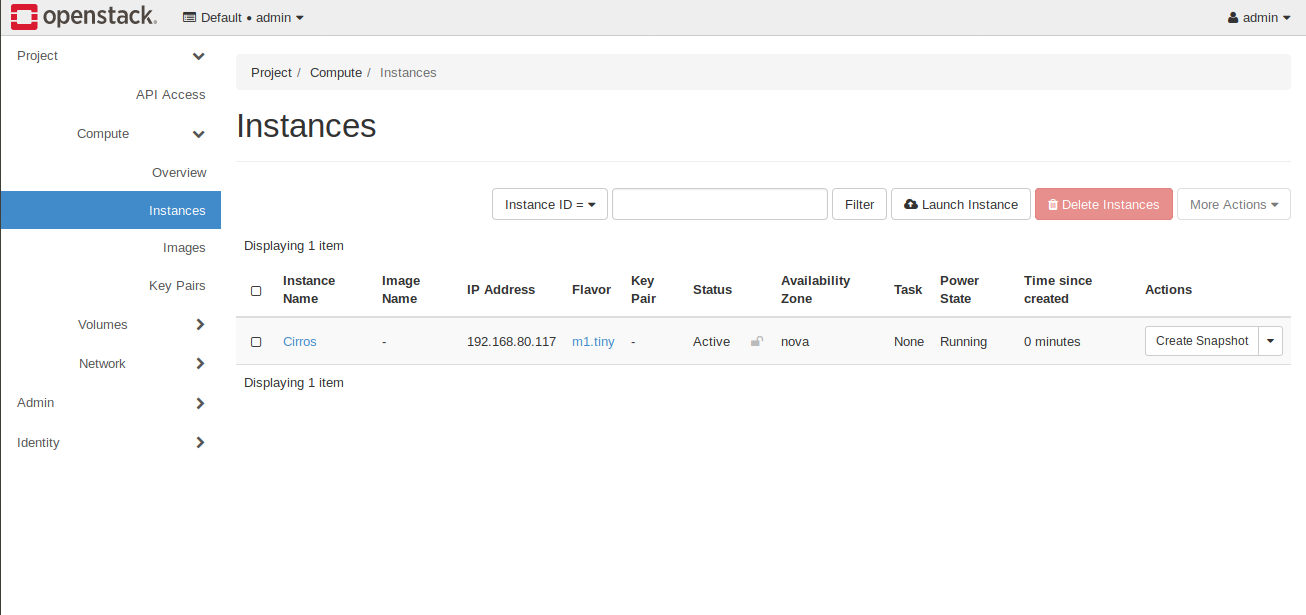 openstack. Default • admin admin
Project
API Access
Compute
Overview
Instances
Images
Key Pairs
Volumes
Network
Admin
Identity
Project / Compute / Instances
Instances
Instance ID = Filter Launch Instance Delete Instances More Actions
Displaying 1 item
Instance Name Image Name IP Address Flavor Key Pair Status Availability Zone Task Power State Time since created Actions
Cirros - 192.168.80.117 m1.tiny - Active nova None Running 0 minutes Create Snapshot
Displaying 1 item